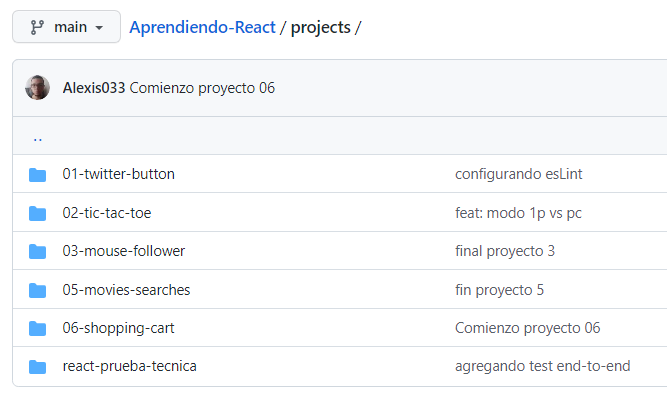 main Aprendiendo-React / projects /
Alexis033 Comienzo proyecto 06
..
01-twitter-button configurando esLint
02-tic-tac-toe feat: modo 1p vs pc
03-mouse-follower final proyecto 3
05-movies-searches fin proyecto 5
06-shopping-cart Comienzo proyecto 06
react-prueba-tecnica agregando test end-to-end